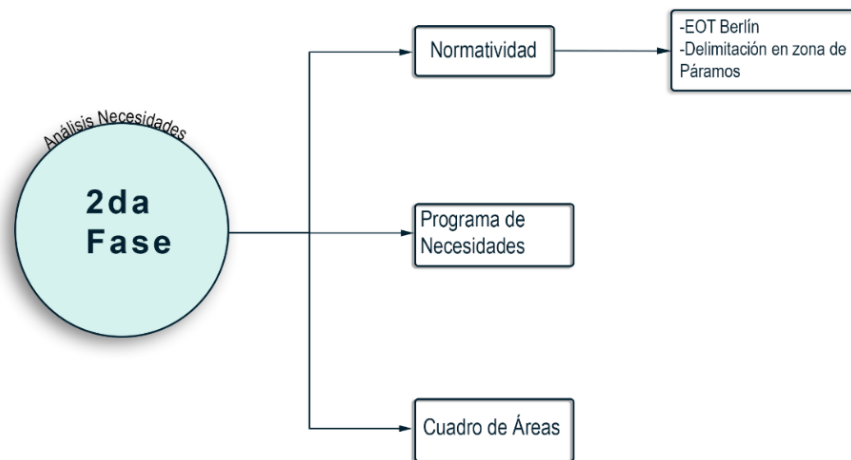 Análisis Necesidades
2da
Fase
Normatividad
-EOT Berlín
-Delimitación en zona de
Páramos
Programa de
Necesidades
Cuadro de Áreas